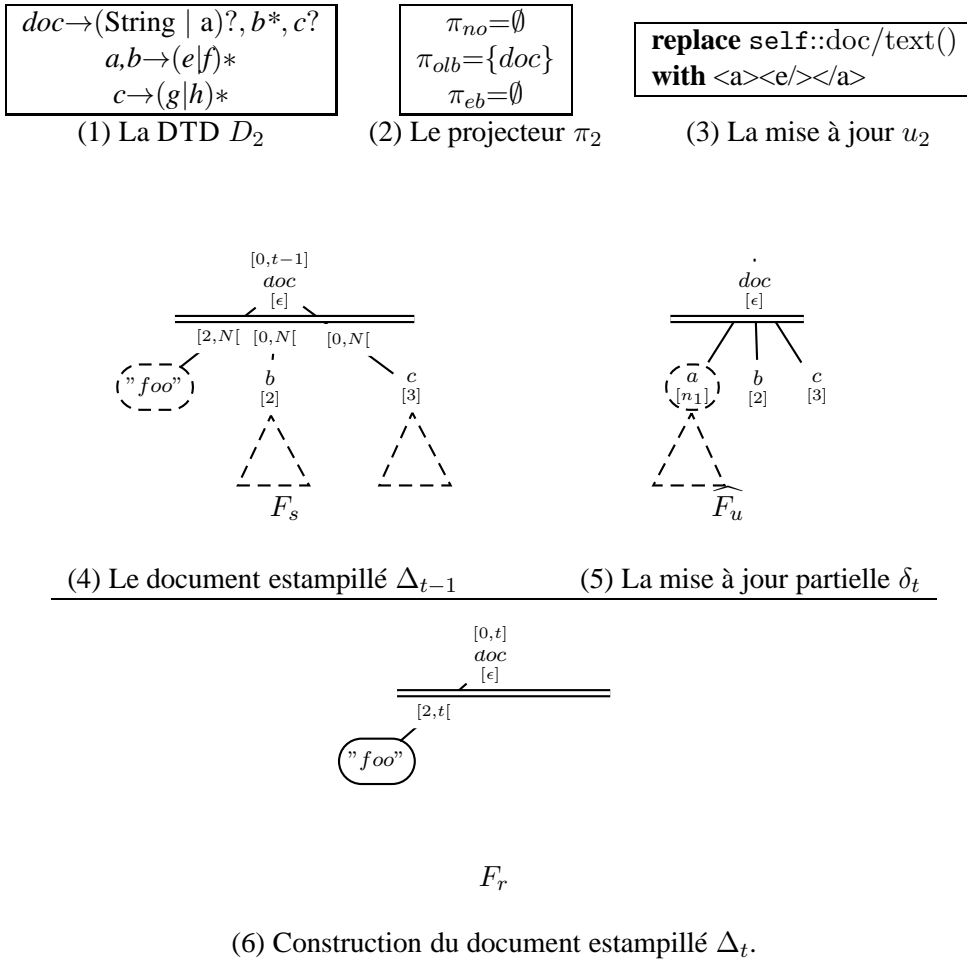 doc→(String | a)?, b*, c?
a,b→(e|f)*
c→(g|h)*
(1) La DTD D₂
π_no=∅
π_olb={doc}
π_eb=∅
(2) Le projecteur π₂
replace self::doc/text()
with <a><e/></a>
(3) La mise à jour u₂
[0,t−1]
doc
[ϵ]
[2,N[ [0,N[ [0,N[
"foo"
b
[2]
c
[3]
F_s
(4) Le document estampillé Δ_{t−1}
.
doc
[ϵ]
a
[n₁]
b
[2]
c
[3]
F̂_u
(5) La mise à jour partielle δ_t
[0,t]
doc
[ϵ]
[2,t[
"foo"
F_r
(6) Construction du document estampillé Δ_t.